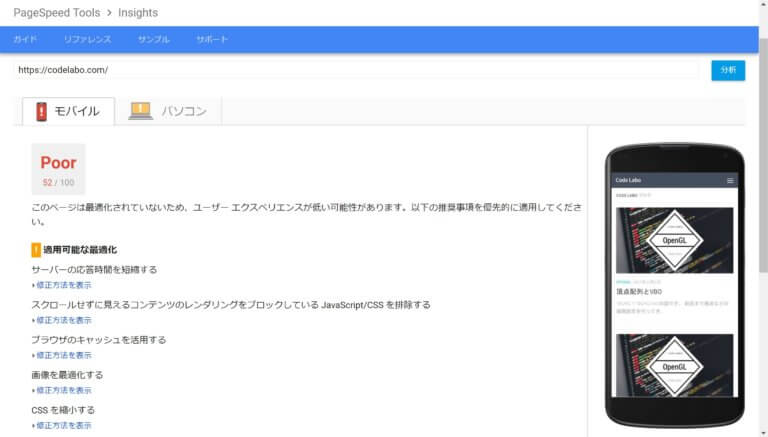 PageSpeed Tools > Insights
ガイド リファレンス サンプル サポート
https://codelabo.com/
分析
モバイル パソコン
Poor
52 / 100
このページは最適化されていないため、ユーザー エクスペリエンスが低い可能性があります。以下の推奨事項を優先的に適用してくださ
い。
適用可能な最適化
サーバーの応答時間を短縮する
修正方法を表示
スクロールせずに見えるコンテンツのレンダリングをブロックしている JavaScript/CSS を排除する
修正方法を表示
ブラウザのキャッシュを活用する
修正方法を表示
画像を最適化する
修正方法を表示
CSS を縮小する
修正方法を表示
Code Labo
CODE LABO
OpenGL
頂点配列とVBO
OpenGL